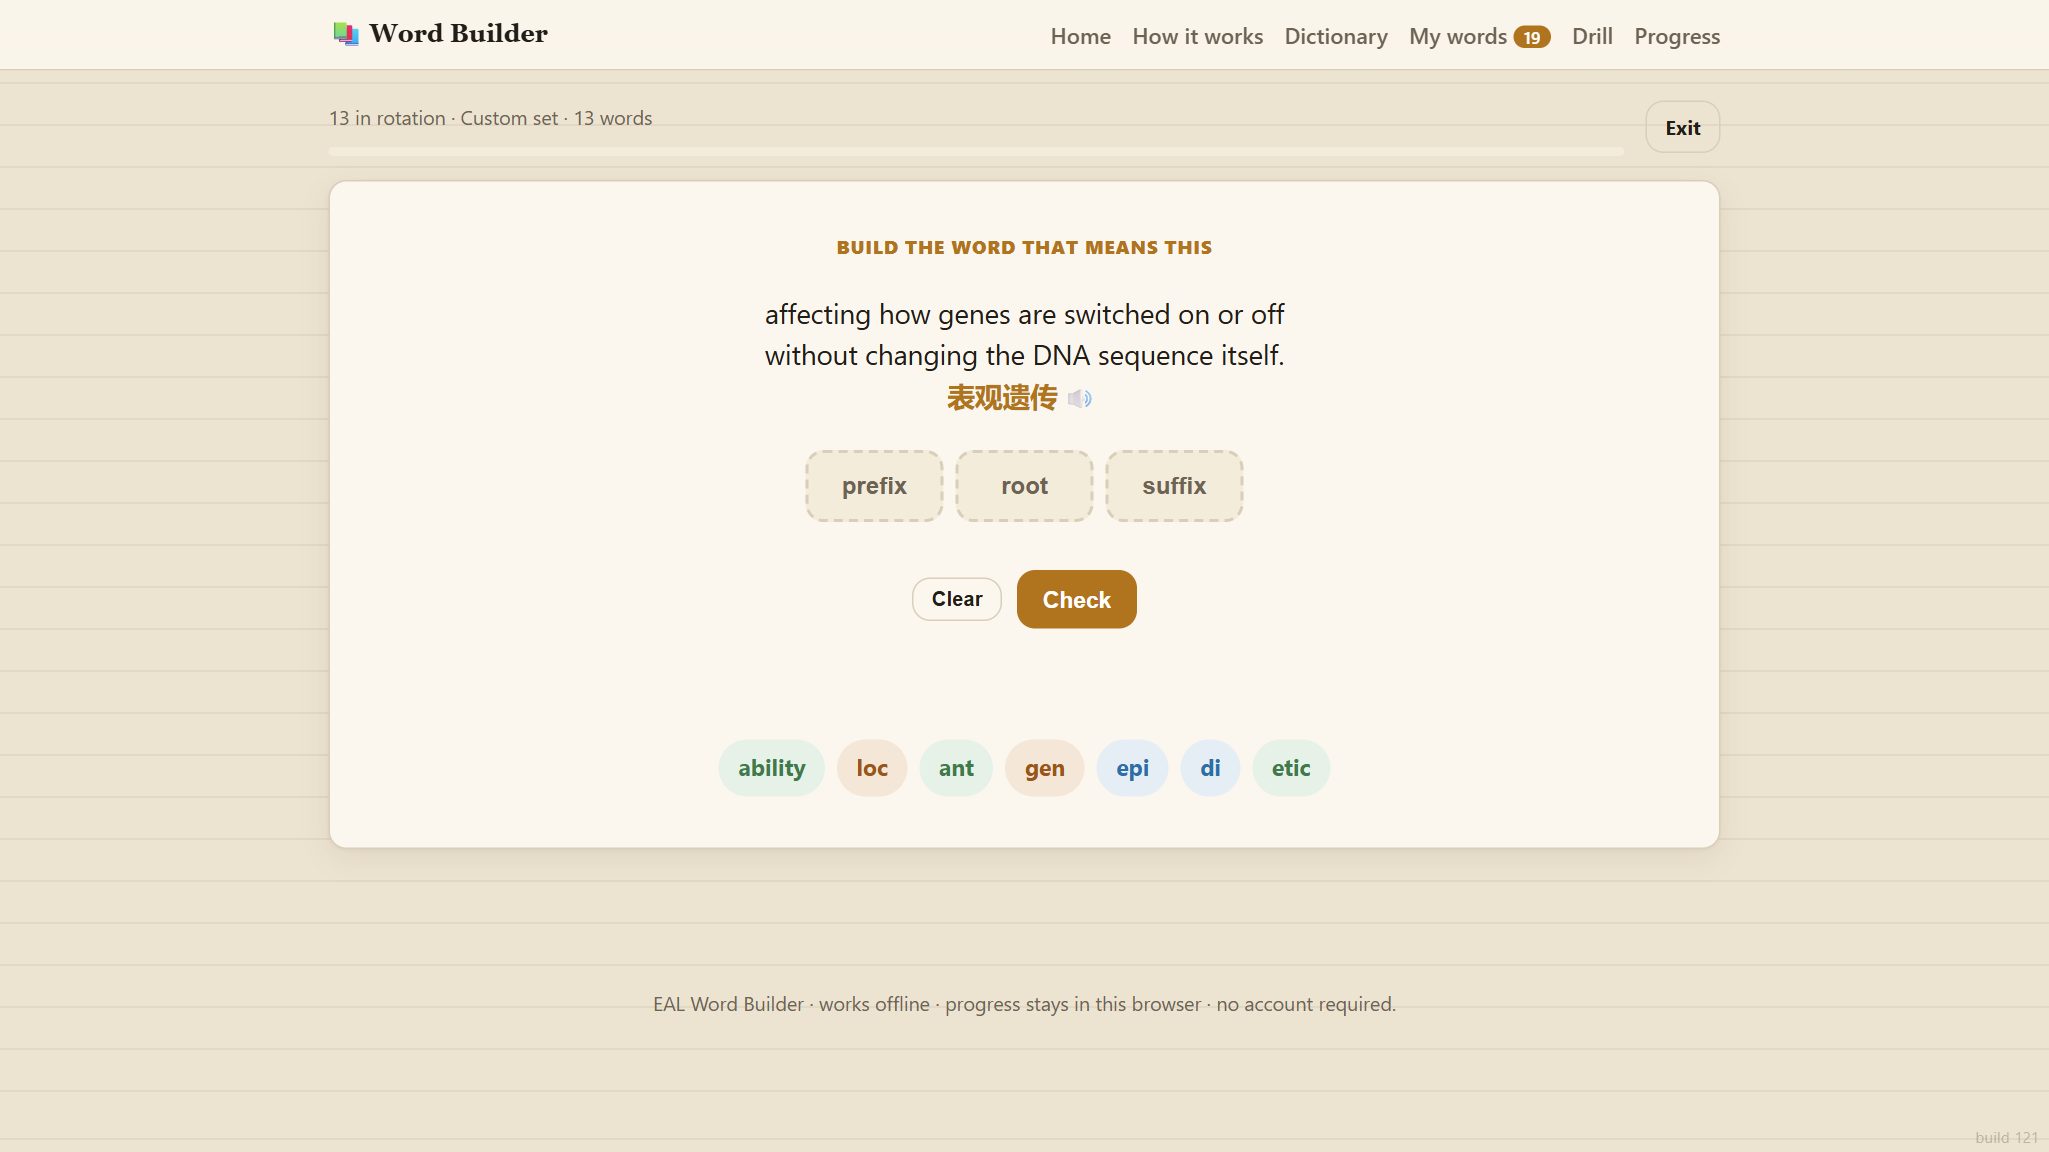 Word Builder
Home How it works Dictionary My words 19 Drill Progress
13 in rotation · Custom set · 13 words
Exit
BUILD THE WORD THAT MEANS THIS
affecting how genes are switched on or off
without changing the DNA sequence itself.
表观遗传
prefix root suffix
Clear Check
ability loc ant gen epi di etic
EAL Word Builder · works offline · progress stays in this browser · no account required.
build 121